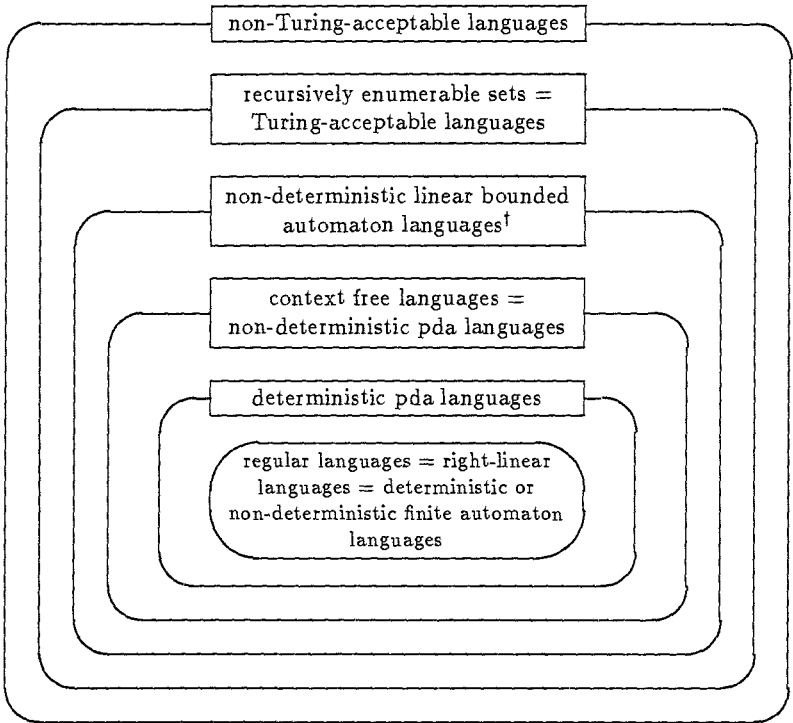 non-Turing-acceptable languages
recursively enumerable sets =
Turing-acceptable languages
non-deterministic linear bounded
automaton languages†
context free languages =
non-deterministic pda languages
deterministic pda languages
regular languages = right-linear
languages = deterministic or
non-deterministic finite automaton
languages